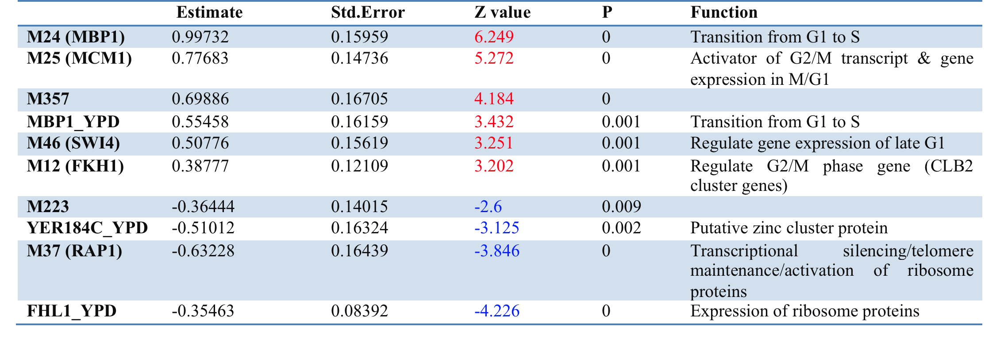 Estimate Std.Error Z value P Function
M24 (MBP1) 0.99732 0.15959 6.249 0 Transition from G1 to S
M25 (MCM1) 0.77683 0.14736 5.272 0 Activator of G2/M transcript & gene
expression in M/G1
M357 0.69886 0.16705 4.184 0
MBP1_YPD 0.55458 0.16159 3.432 0.001 Transition from G1 to S
M46 (SWI4) 0.50776 0.15619 3.251 0.001 Regulate gene expression of late G1
M12 (FKH1) 0.38777 0.12109 3.202 0.001 Regulate G2/M phase gene (CLB2
cluster genes)
M223 -0.36444 0.14015 -2.6 0.009
YER184C_YPD -0.51012 0.16324 -3.125 0.002 Putative zinc cluster protein
M37 (RAP1) -0.63228 0.16439 -3.846 0 Transcriptional silencing/telomere
maintenance/activation of ribosome
proteins
FHL1_YPD -0.35463 0.08392 -4.226 0 Expression of ribosome proteins